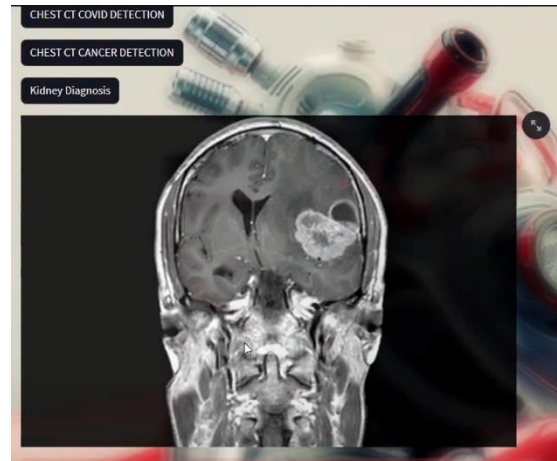 CHEST CT COVID DETECTION
CHEST CT CANCER DETECTION
Kidney Diagnosis